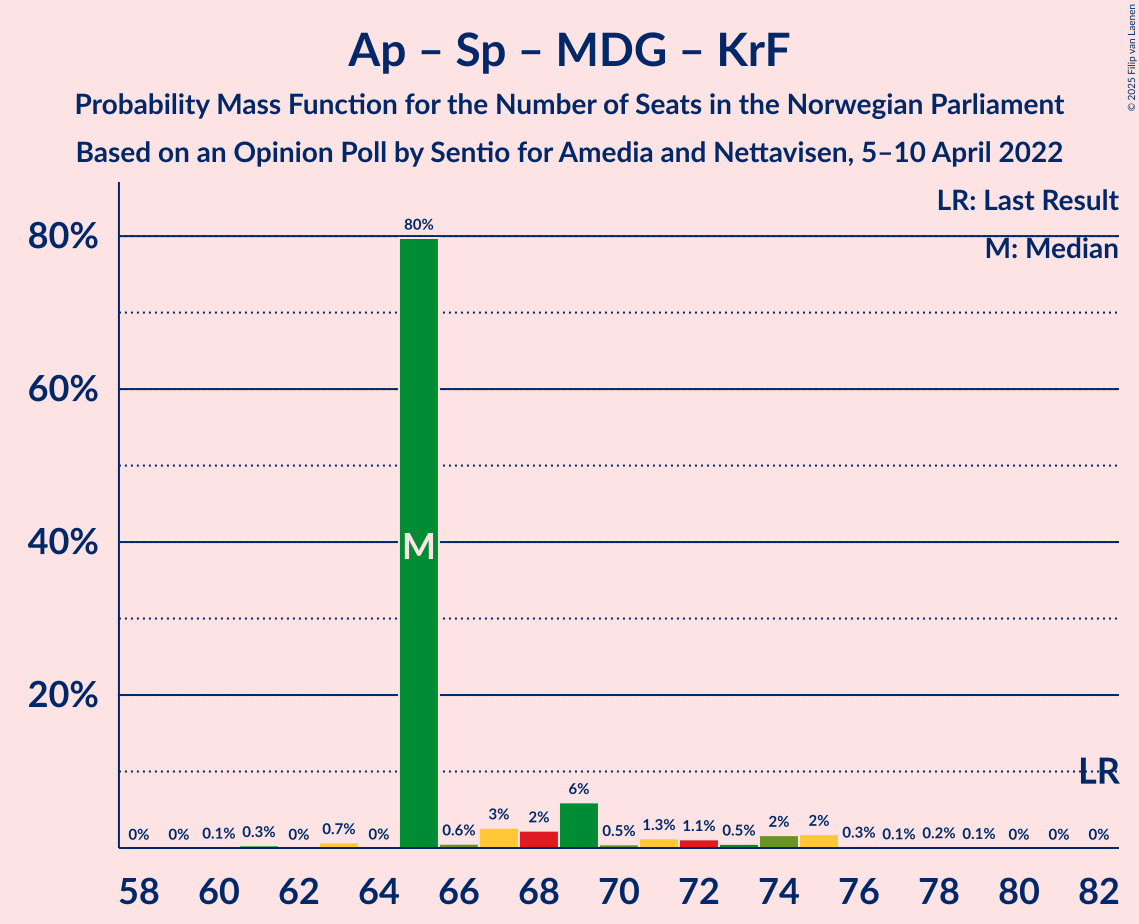 Ap – Sp – MDG – KrF
Probability Mass Function for the Number of Seats in the Norwegian Parliament
Based on an Opinion Poll by Sentio for Amedia and Nettavisen, 5–10 April 2022
© 2025 Filip van Laenen
LR: Last Result
M: Median
80%
60%
40%
20%
80%
M
LR
0% 0% 0.1% 0.3% 0% 0.7% 0% 0.6% 3% 2% 6% 0.5% 1.3% 1.1% 0.5% 2% 2% 0.3% 0.1% 0.2% 0.1% 0% 0% 0%
58 60 62 64 66 68 70 72 74 76 78 80 82